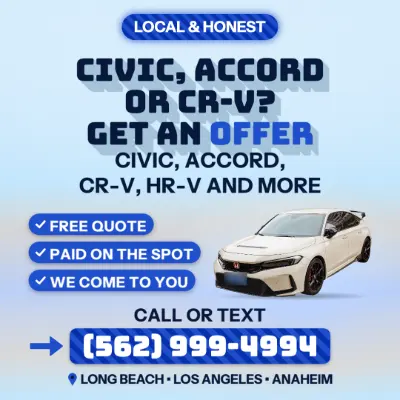 LOCAL & HONEST
CIVIC, ACCORD
OR CR-V?
GET AN OFFER
CIVIC, ACCORD,
CR-V, HR-V AND MORE
FREE QUOTE
PAID ON THE SPOT
WE COME TO YOU
CALL OR TEXT
(562) 999-4994
LONG BEACH • LOS ANGELES • ANAHEIM